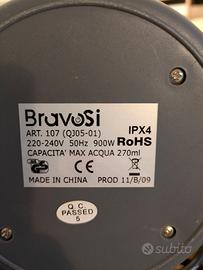 BravoSi
ART. 107 (QJ05-01)
IPX4
220-240V 50Hz 900W RoHS
CAPACITA' MAX ACQUA 270ml
MADE IN CHINA PROD 11/B/09
Q.C.
PASSED
5
subito